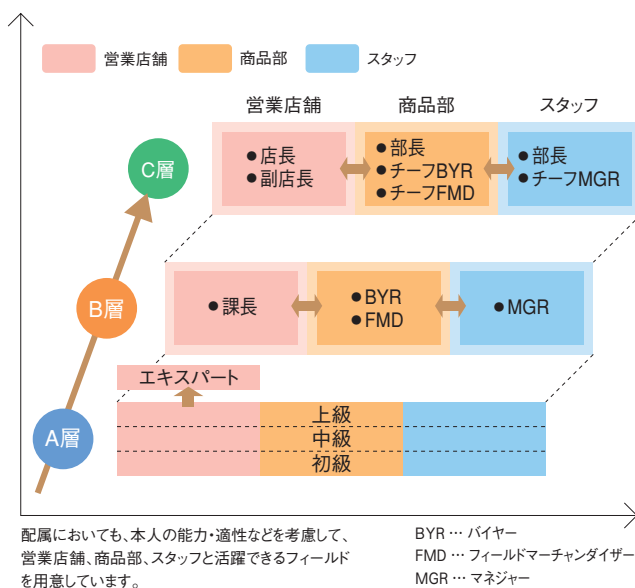 営業店舗 商品部 スタッフ
営業店舗 商品部 スタッフ
C層
●店長
●副店長
●部長
●チーフBYR
●チーフFMD
●部長
●チーフMGR
B層
●課長
●BYR
●FMD
●MGR
エキスパート
A層
上級
中級
初級
配属においても、本人の能力・適性などを考慮して、
営業店舗、商品部、スタッフと活躍できるフィールド
を用意しています。
BYR … バイヤー
FMD … フィールドマーチャンダイザー
MGR … マネジャー